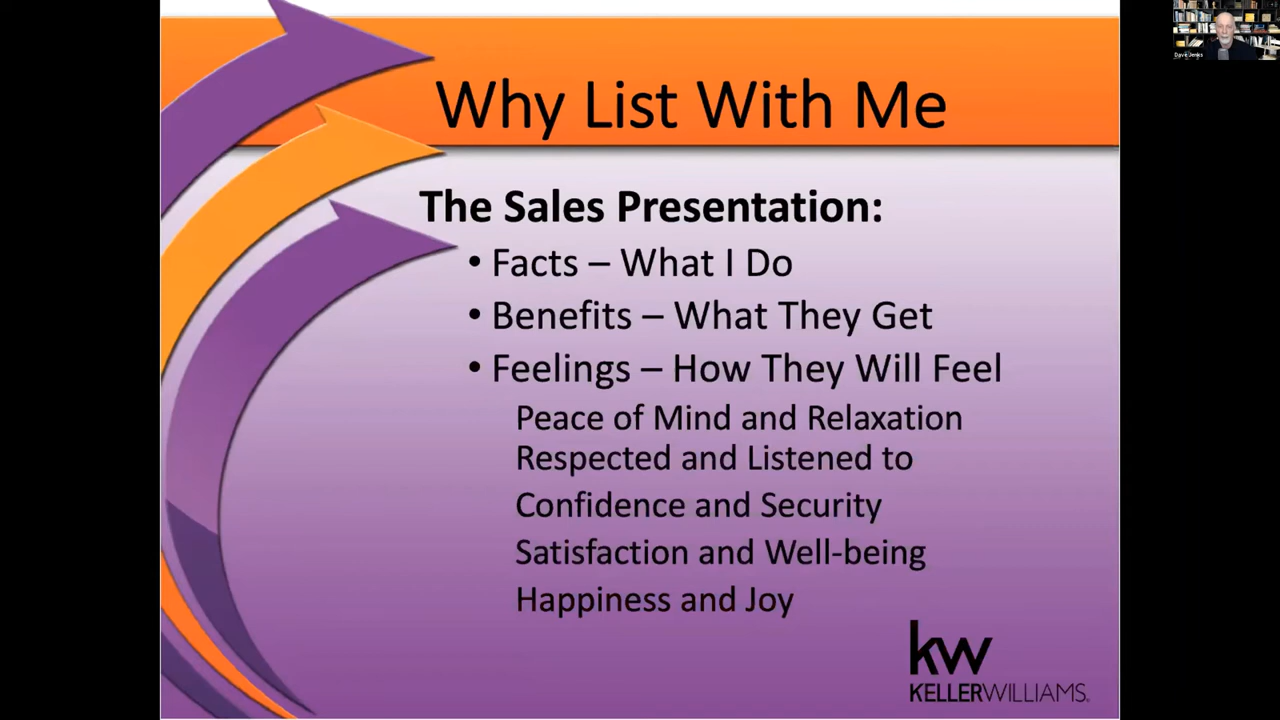 Why List With Me
Dave Jenks
The Sales Presentation:
• Facts – What I Do
• Benefits – What They Get
• Feelings – How They Will Feel
Peace of Mind and Relaxation
Respected and Listened to
Confidence and Security
Satisfaction and Well-being
Happiness and Joy
kw
KELLERWILLIAMS.